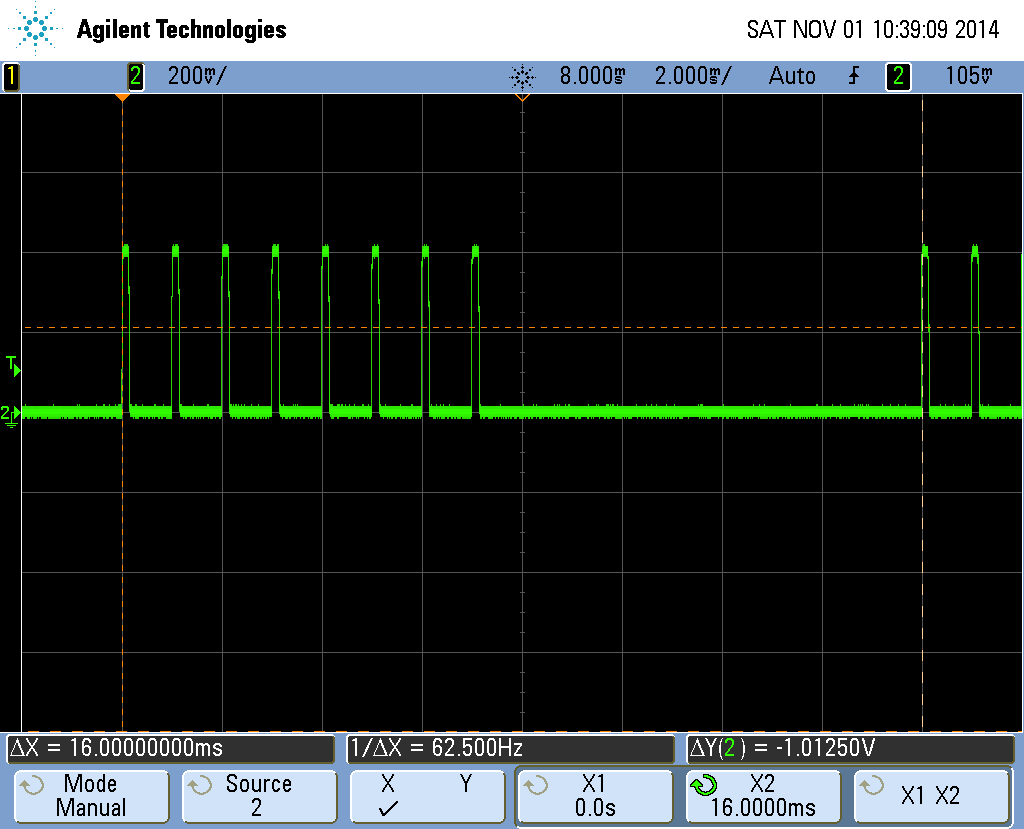 Agilent Technologies SAT NOV 01 10:39:09 2014
1 2 200mV/ 8.000ms 2.000ms/ Auto 2 105mV
T
2
ΔX = 16.00000000ms 1/ΔX = 62.500Hz ΔY(2) = -1.01250V
Mode Source X Y X1 X2 X1 X2
Manual 2 ✓ 0.0s 16.0000ms